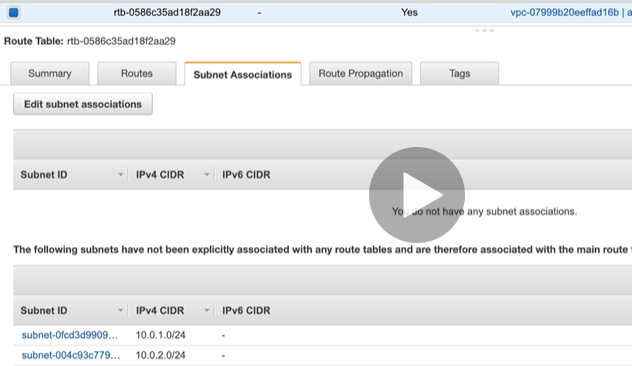 rtb-0586c35ad18f2aa29 - Yes vpc-07999b20eeffad16b | a
Route Table: rtb-0586c35ad18f2aa29
Summary Routes Subnet Associations Route Propagation Tags
Edit subnet associations
Subnet ID IPv4 CIDR IPv6 CIDR
You do not have any subnet associations.
The following subnets have not been explicitly associated with any route tables and are therefore associated with the main route
Subnet ID IPv4 CIDR IPv6 CIDR
subnet-0fcd3d9909... 10.0.1.0/24 -
subnet-004c93c779... 10.0.2.0/24 -